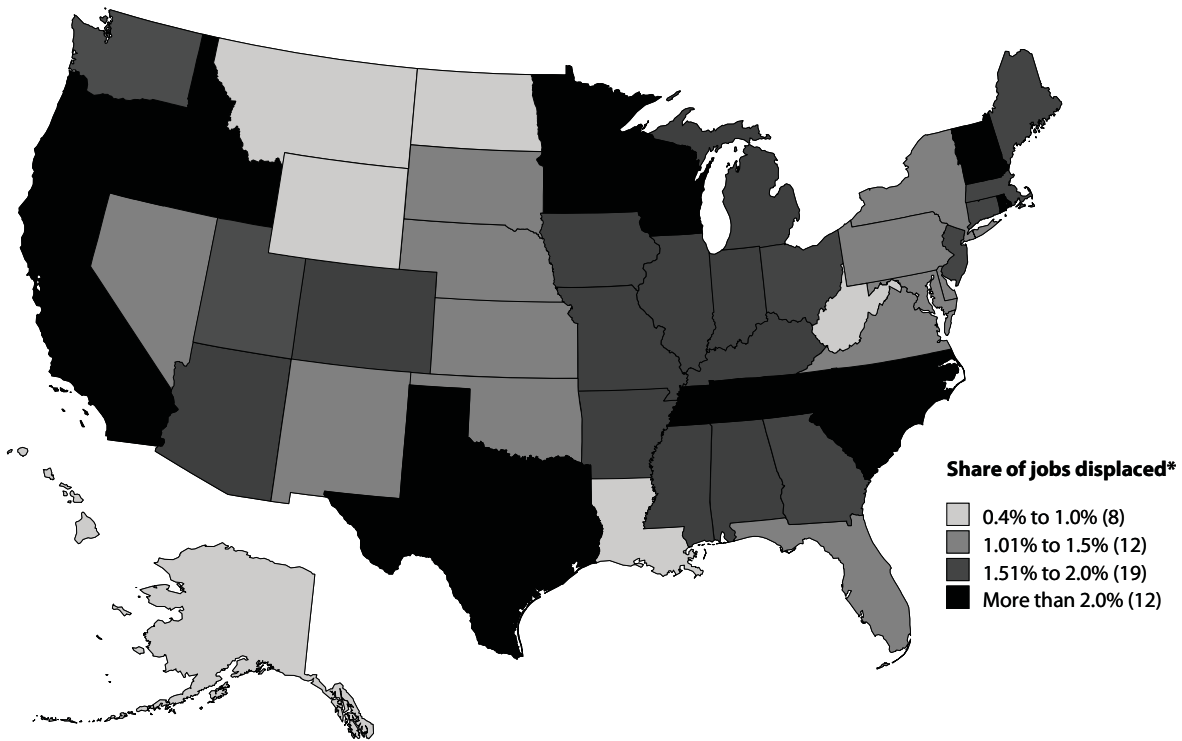 Share of jobs displaced*
0.4% to 1.0% (8)
1.01% to 1.5% (12)
1.51% to 2.0% (19)
More than 2.0% (12)